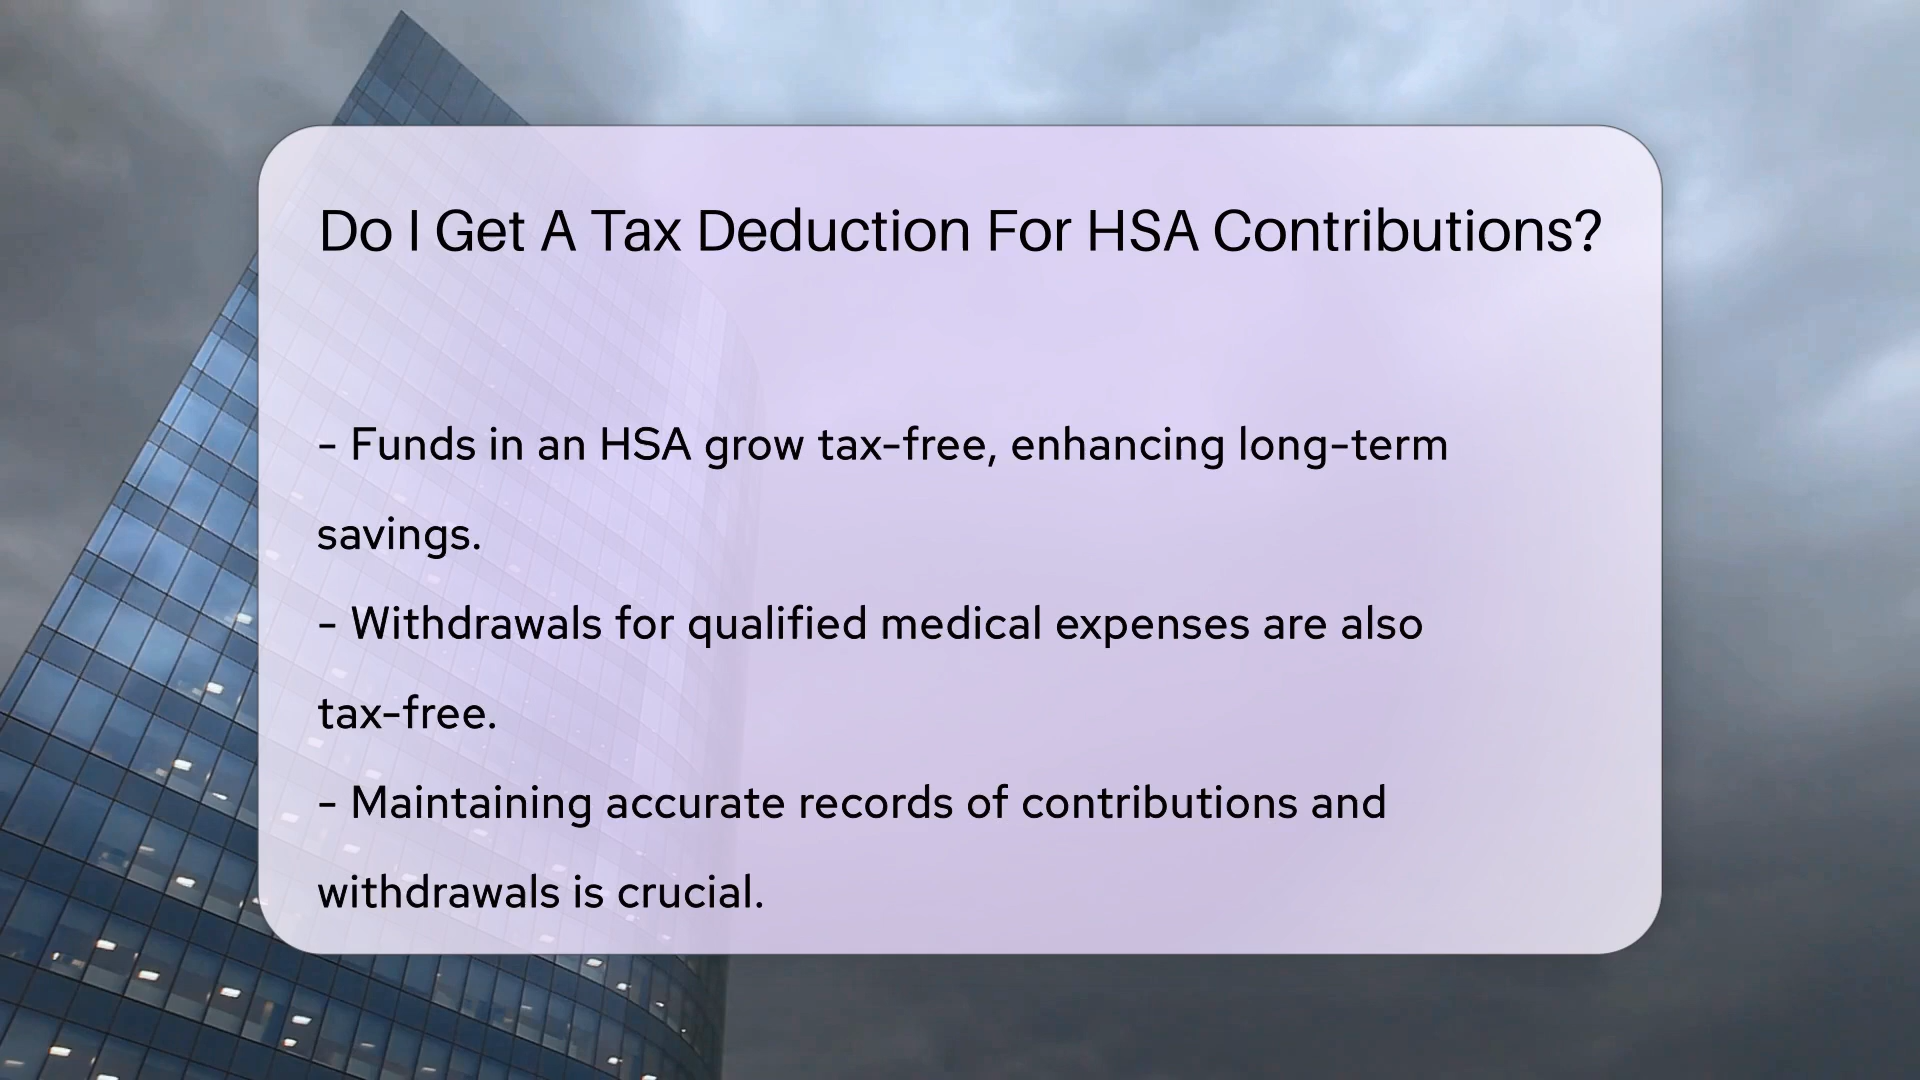 Do I Get A Tax Deduction For HSA Contributions?
- Funds in an HSA grow tax-free, enhancing long-term
savings.
- Withdrawals for qualified medical expenses are also
tax-free.
- Maintaining accurate records of contributions and
withdrawals is crucial.